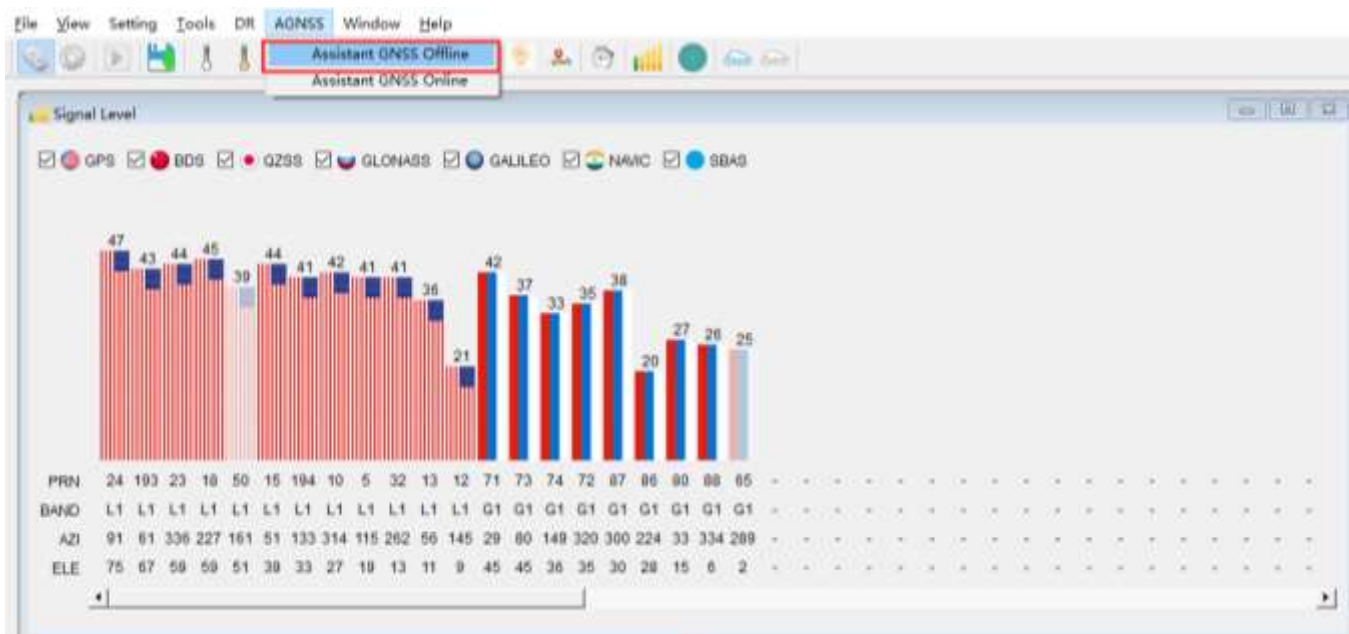 File View Setting Tools DR AGNSS Window Help
Assistant GNSS Offline
Assistant GNSS Online
Signal Level
GPS BDS QZSS GLONASS GALILEO NAVIC SBAS
47 43 44 45 39 44 41 42 41 41 36 21 42 37 33 35 38 20 27 26 25
PRN 24 193 23 18 50 15 194 10 5 32 13 12 71 73 74 72 87 86 80 88 65 - - - - - - - - - - - - - - - - - -
BAND L1 L1 L1 L1 L1 L1 L1 L1 L1 L1 L1 L1 G1 G1 G1 G1 G1 G1 G1 G1 G1 - - - - - - - - - - - - - - - - - -
AZI 91 61 336 227 161 51 133 314 115 262 56 145 29 80 149 320 300 224 33 334 289 - - - - - - - - - - - - - - - - - -
ELE 75 67 59 59 51 39 33 27 19 13 11 9 45 45 36 35 30 28 15 6 2 - - - - - - - - - - - - - - - - - -